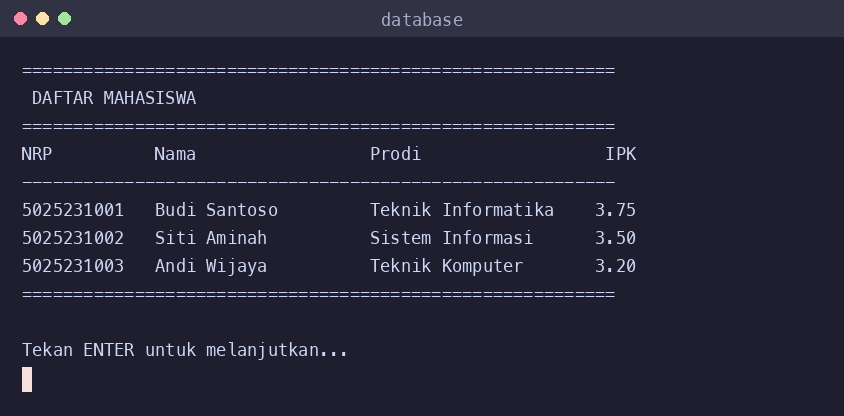 database
==========================================================
DAFTAR MAHASISWA
==========================================================
NRP          Nama                 Prodi                  IPK
----------------------------------------------------------
5025231001   Budi Santoso         Teknik Informatika    3.75
5025231002   Siti Aminah          Sistem Informasi      3.50
5025231003   Andi Wijaya          Teknik Komputer       3.20
==========================================================
Tekan ENTER untuk melanjutkan...